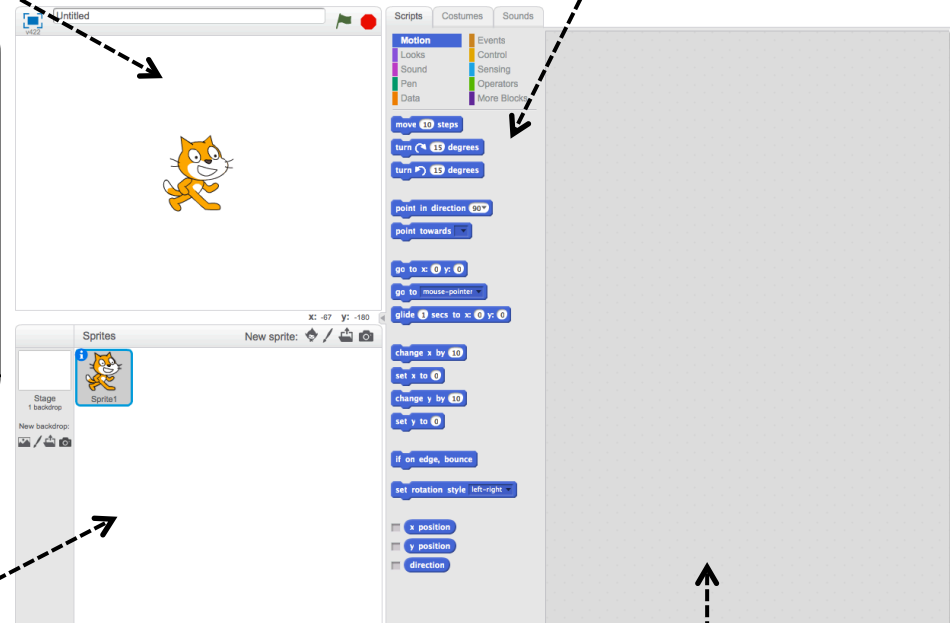 Untitled
v422
Scripts Costumes Sounds
Motion Events
Looks Control
Sound Sensing
Pen Operators
Data More Blocks
move 10 steps
turn 15 degrees
turn 15 degrees
point in direction 90
point towards
go to x: 0 y: 0
go to mouse-pointer
glide 1 secs to x: 0 y: 0
change x by 10
set x to 0
change y by 10
set y to 0
if on edge, bounce
set rotation style left-right
x position
y position
direction
X: -67 y: -180
Sprites New sprite:
Stage
1 backdrop
New backdrop:
i
Sprite1